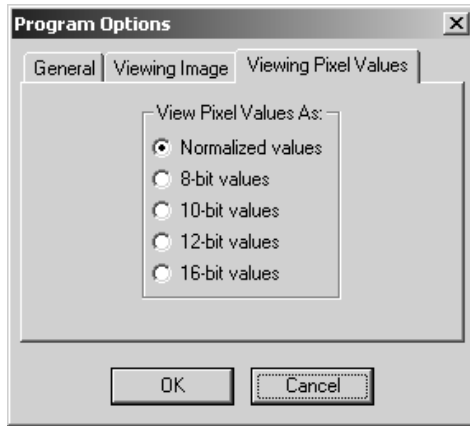 Program Options
General Viewing Image Viewing Pixel Values
View Pixel Values As:
Normalized values
8-bit values
10-bit values
12-bit values
16-bit values
OK Cancel